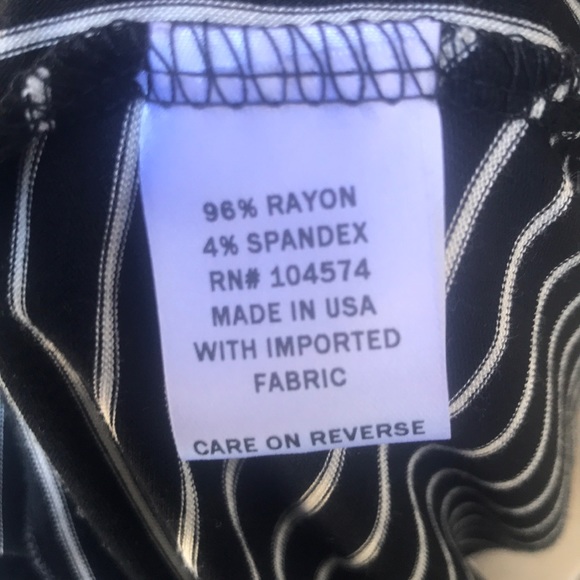 96% RAYON
4% SPANDEX
RN# 104574
MADE IN USA
WITH IMPORTED
FABRIC
CARE ON REVERSE